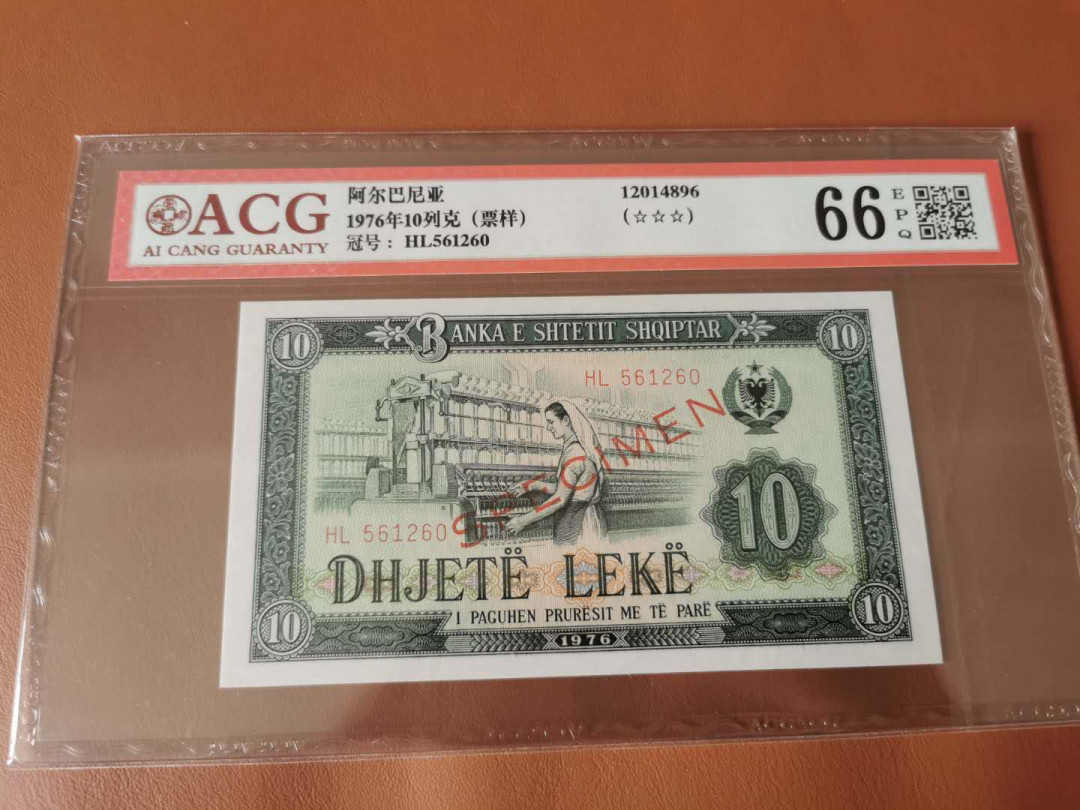 ACG
AI CANG GUARANTY
阿尔巴尼亚
1976年10列克（票样）
冠号：HL561260
12014896
(☆☆☆)
66
EPQ
BANKA E SHTETIT SHQIPTAR
10
10
HL 561260
SPECIMEN
10
HL 561260
DHJETË LEKË
I PAGUHEN PRURËSIT ME TË PARË
10
1976
10